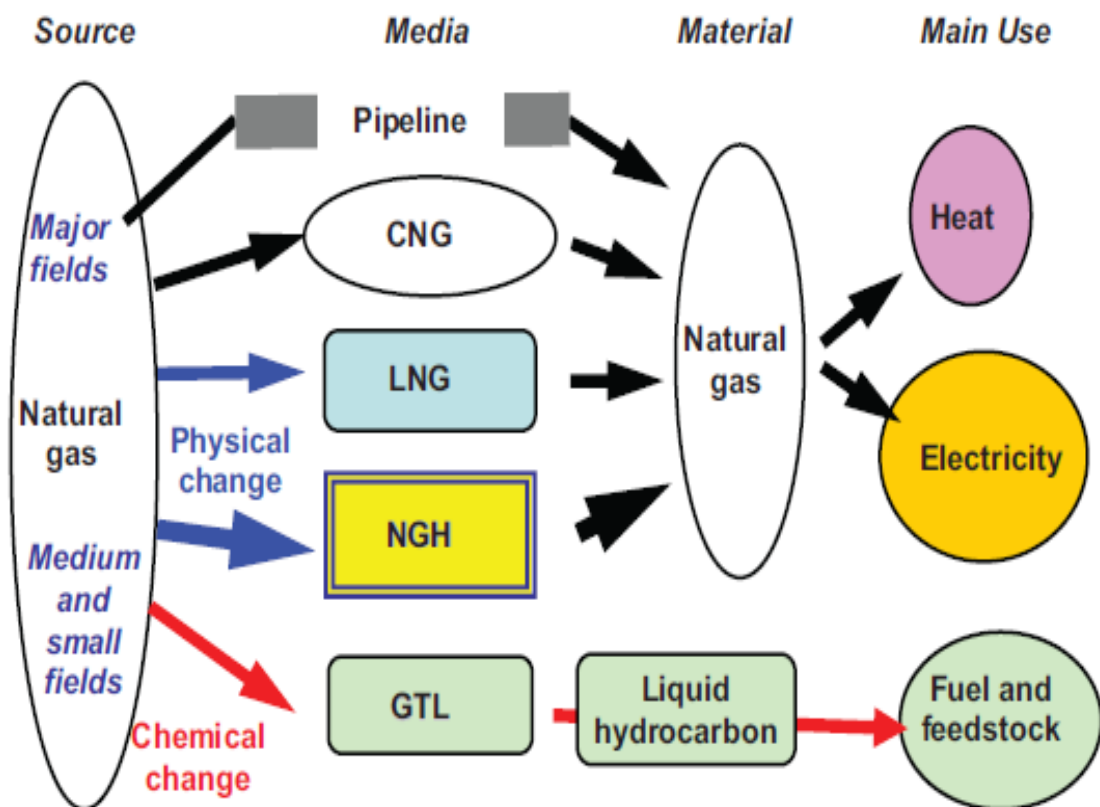 Source
Media
Material
Main Use
Pipeline
Major
fields
CNG
Heat
Natural
gas
LNG
Natural
gas
Physical
change
Electricity
NGH
Medium
and
small
fields
GTL
Liquid
hydrocarbon
Fuel and
feedstock
Chemical
change